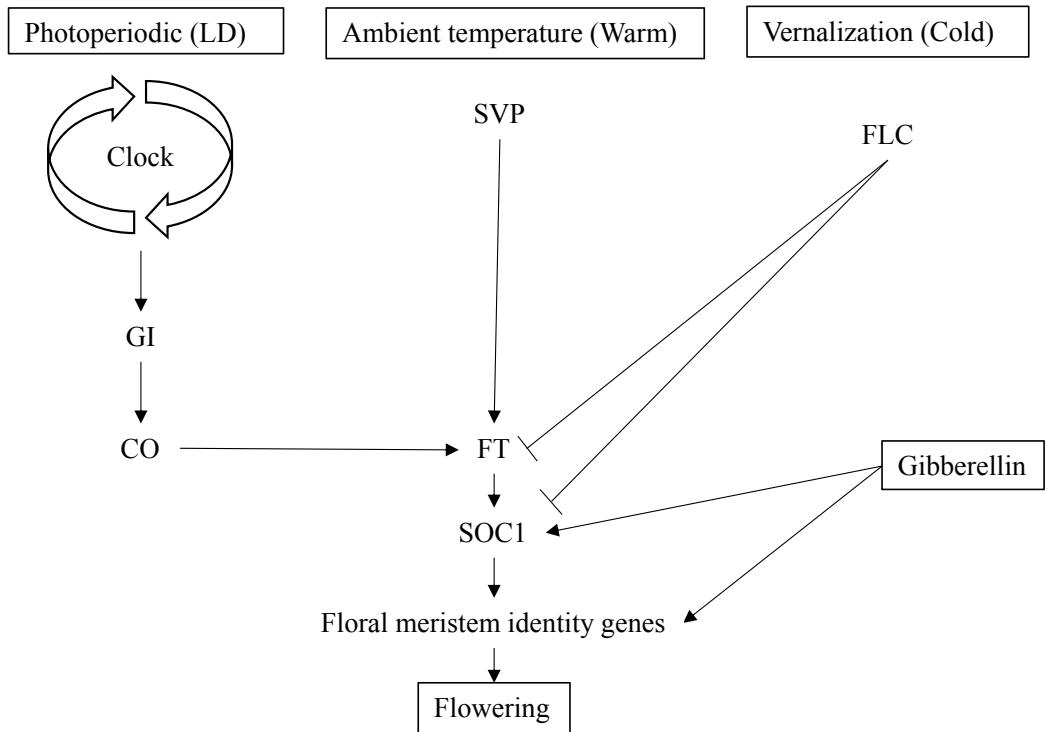 Photoperiodic (LD)
Ambient temperature (Warm)
Vernalization (Cold)
SVP
FLC
Clock
GI
CO
FT
Gibberellin
SOC1
Floral meristem identity genes
Flowering